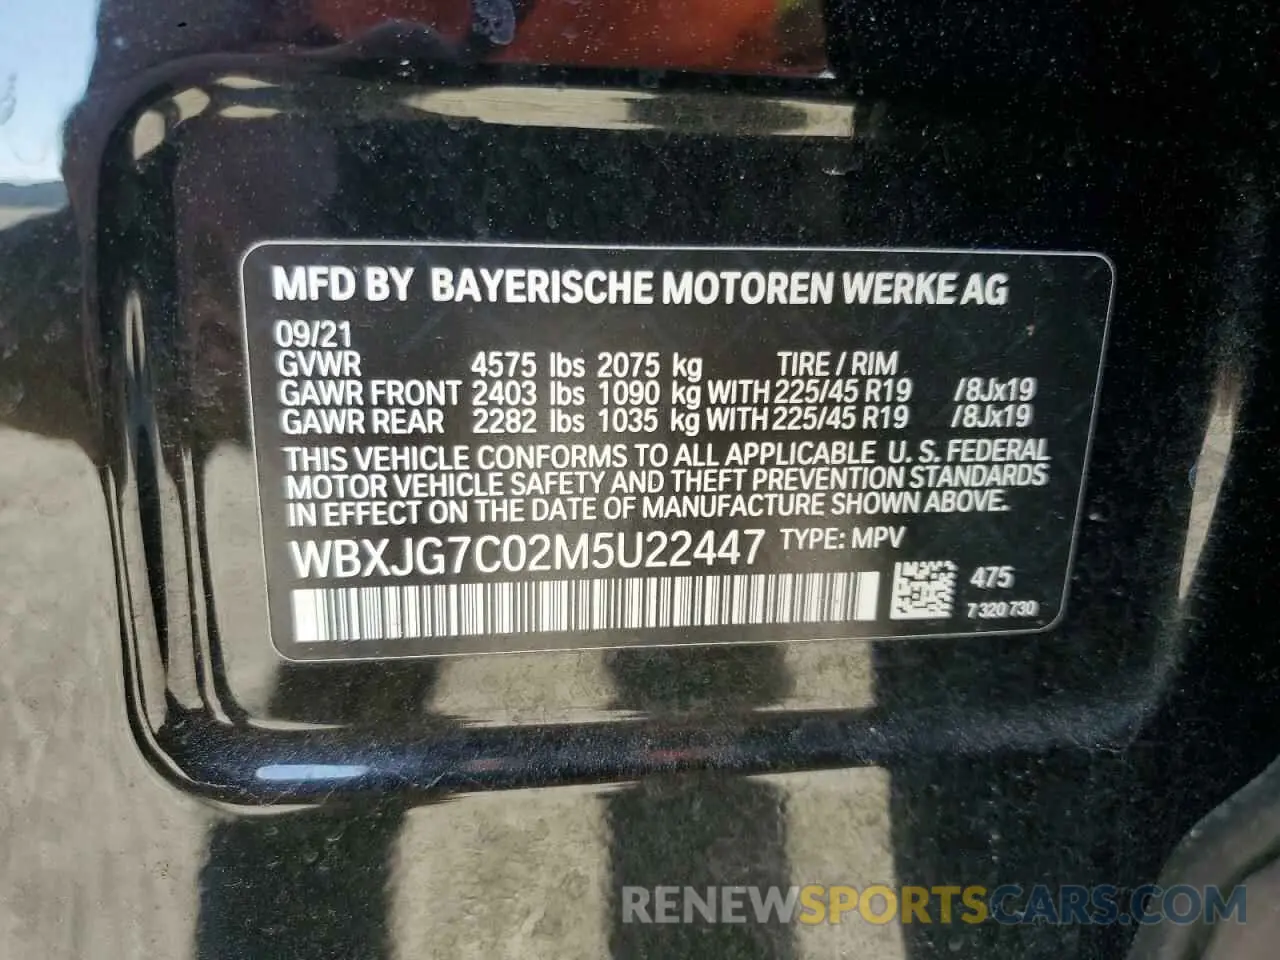 MFD BY BAYERISCHE MOTOREN WERKE AG
09/21
GVWR 4575 lbs 2075 kg TIRE / RIM
GAWR FRONT 2403 lbs 1090 kg WITH 225/45 R19 /8Jx19
GAWR REAR 2282 lbs 1035 kg WITH 225/45 R19 /8Jx19
THIS VEHICLE CONFORMS TO ALL APPLICABLE U. S. FEDERAL
MOTOR VEHICLE SAFETY AND THEFT PREVENTION STANDARDS
IN EFFECT ON THE DATE OF MANUFACTURE SHOWN ABOVE.
WBXJG7C02M5U22447 TYPE: MPV
475
7 320 730
RENEWSPORTSCARS.COM